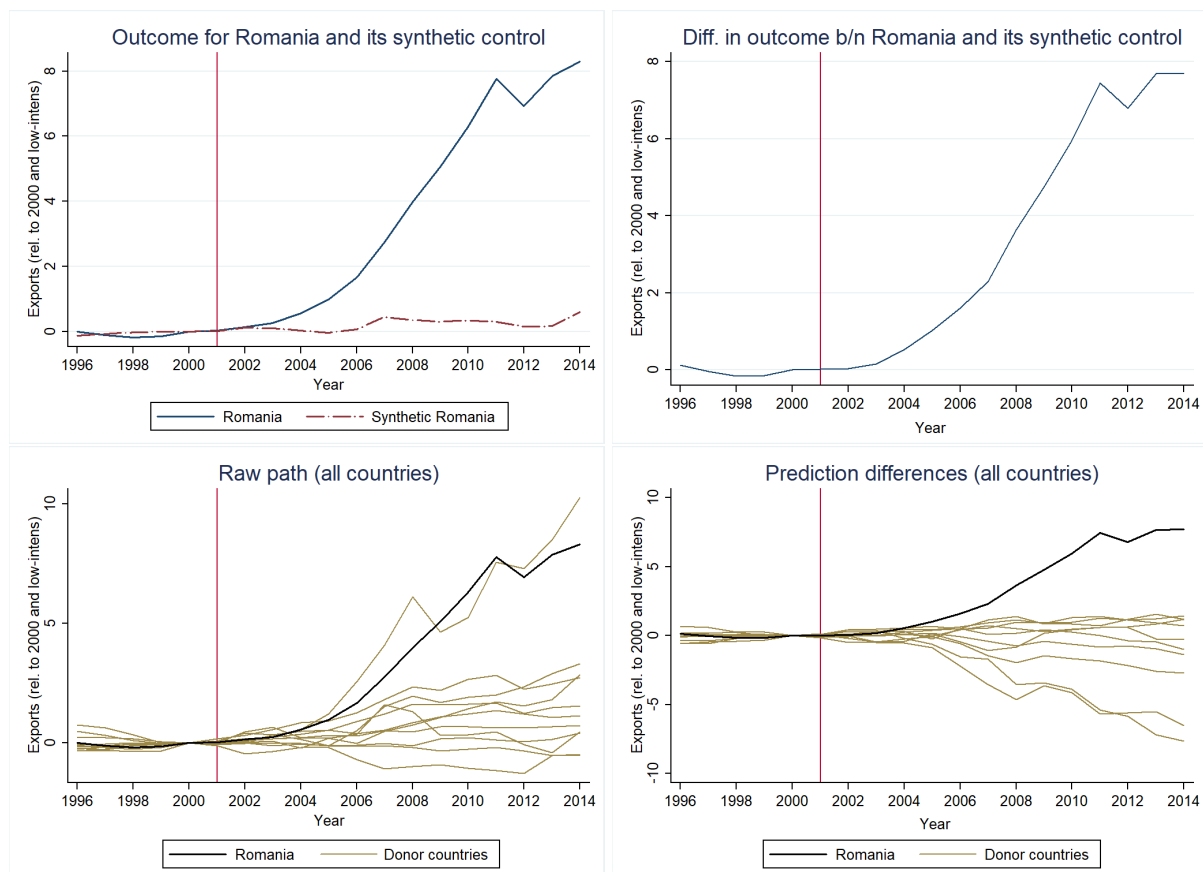 Outcome for Romania and its synthetic control
Exports (rel. to 2000 and low-intens)
8
6
4
2
0
1996 1998 2000 2002 2004 2006 2008 2010 2012 2014
Year
Romania Synthetic Romania
Diff. in outcome b/n Romania and its synthetic control
Exports (rel. to 2000 and low-intens)
8
6
4
2
0
1996 1998 2000 2002 2004 2006 2008 2010 2012 2014
Year
Raw path (all countries)
Exports (rel. to 2000 and low-intens)
10
5
0
1996 1998 2000 2002 2004 2006 2008 2010 2012 2014
Year
Romania Donor countries
Prediction differences (all countries)
Exports (rel. to 2000 and low-intens)
10
5
0
-5
-10
1996 1998 2000 2002 2004 2006 2008 2010 2012 2014
Year
Romania Donor countries